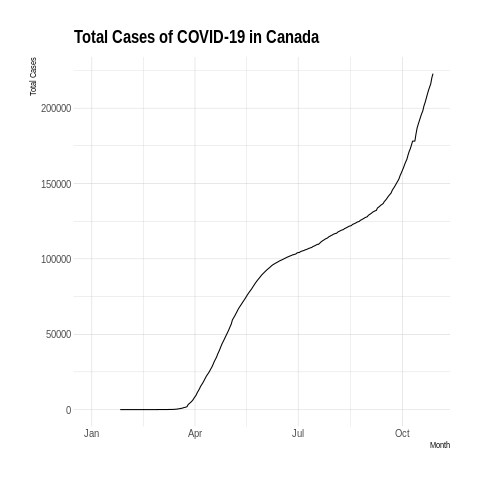 Total Cases of COVID-19 in Canada
Total Cases
200000
150000
100000
50000
0
Jan Apr Jul Oct
Month